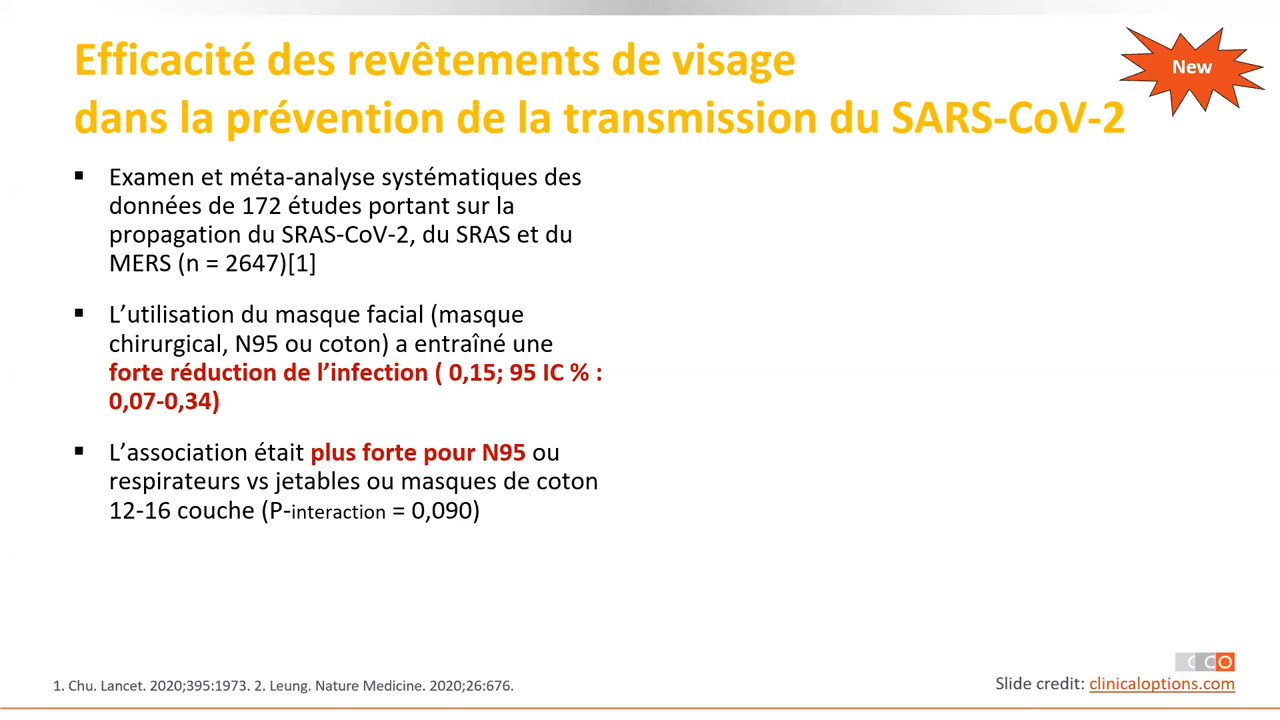 Efficacité des revêtements de visage
dans la prévention de la transmission du SARS-CoV-2
New
▪ Examen et méta-analyse systématiques des
données de 172 études portant sur la
propagation du SRAS-CoV-2, du SRAS et du
MERS (n = 2647)[1]
▪ L’utilisation du masque facial (masque
chirurgical, N95 ou coton) a entraîné une
forte réduction de l’infection ( 0,15; 95 IC % :
0,07-0,34)
▪ L’association était plus forte pour N95 ou
respirateurs vs jetables ou masques de coton
12-16 couche (P-interaction = 0,090)
CCO
1. Chu. Lancet. 2020;395:1973. 2. Leung. Nature Medicine. 2020;26:676.
Slide credit: clinicaloptions.com